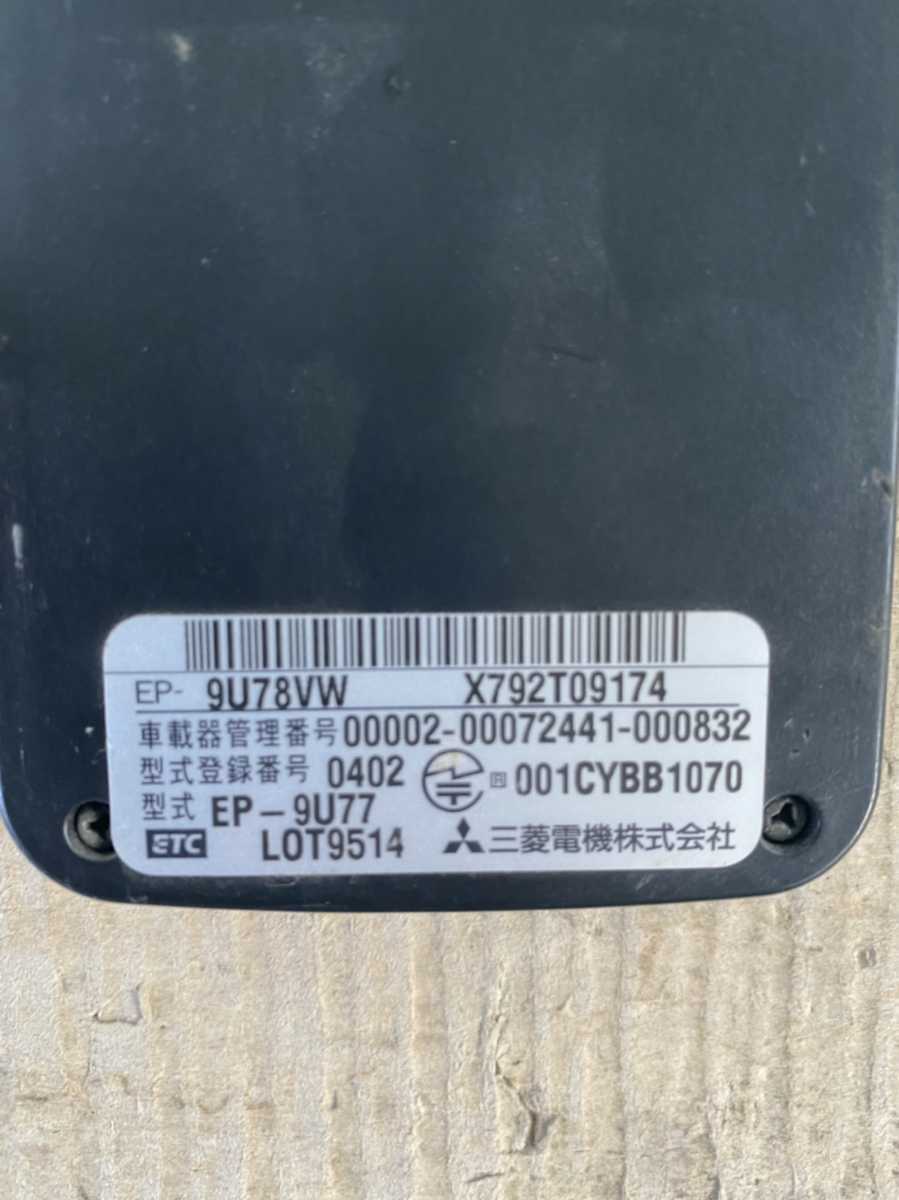 EP- 9U78VW X792T09174
車載器管理番号 00002-00072441-000832
型式登録番号 0402 R 001CYBB1070
型式 EP-9U77
ETC LOT9514 三菱電機株式会社